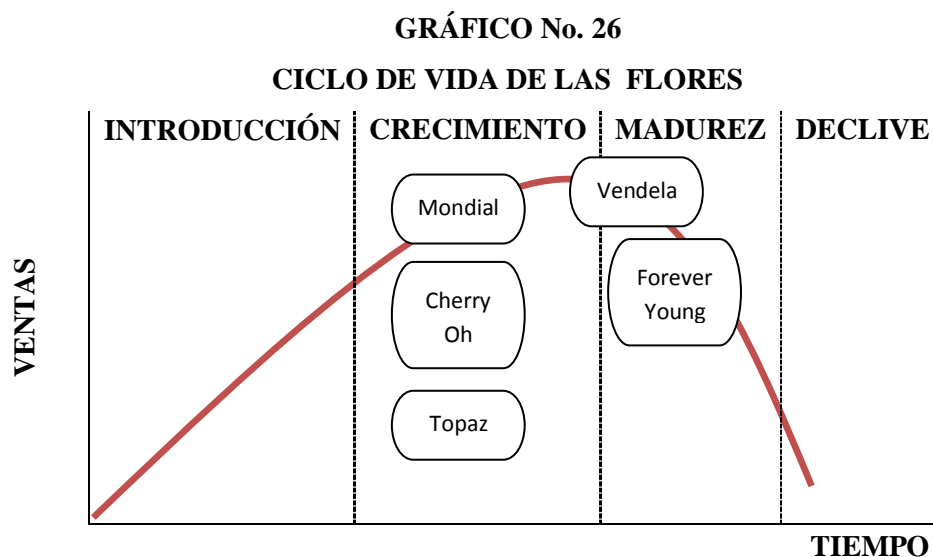 GRÁFICO No. 26
CICLO DE VIDA DE LAS FLORES
INTRODUCCIÓN
CRECIMIENTO
MADUREZ
DECLIVE
Mondial
Vendela
Cherry
Oh
Forever
Young
Topaz
VENTAS
TIEMPO